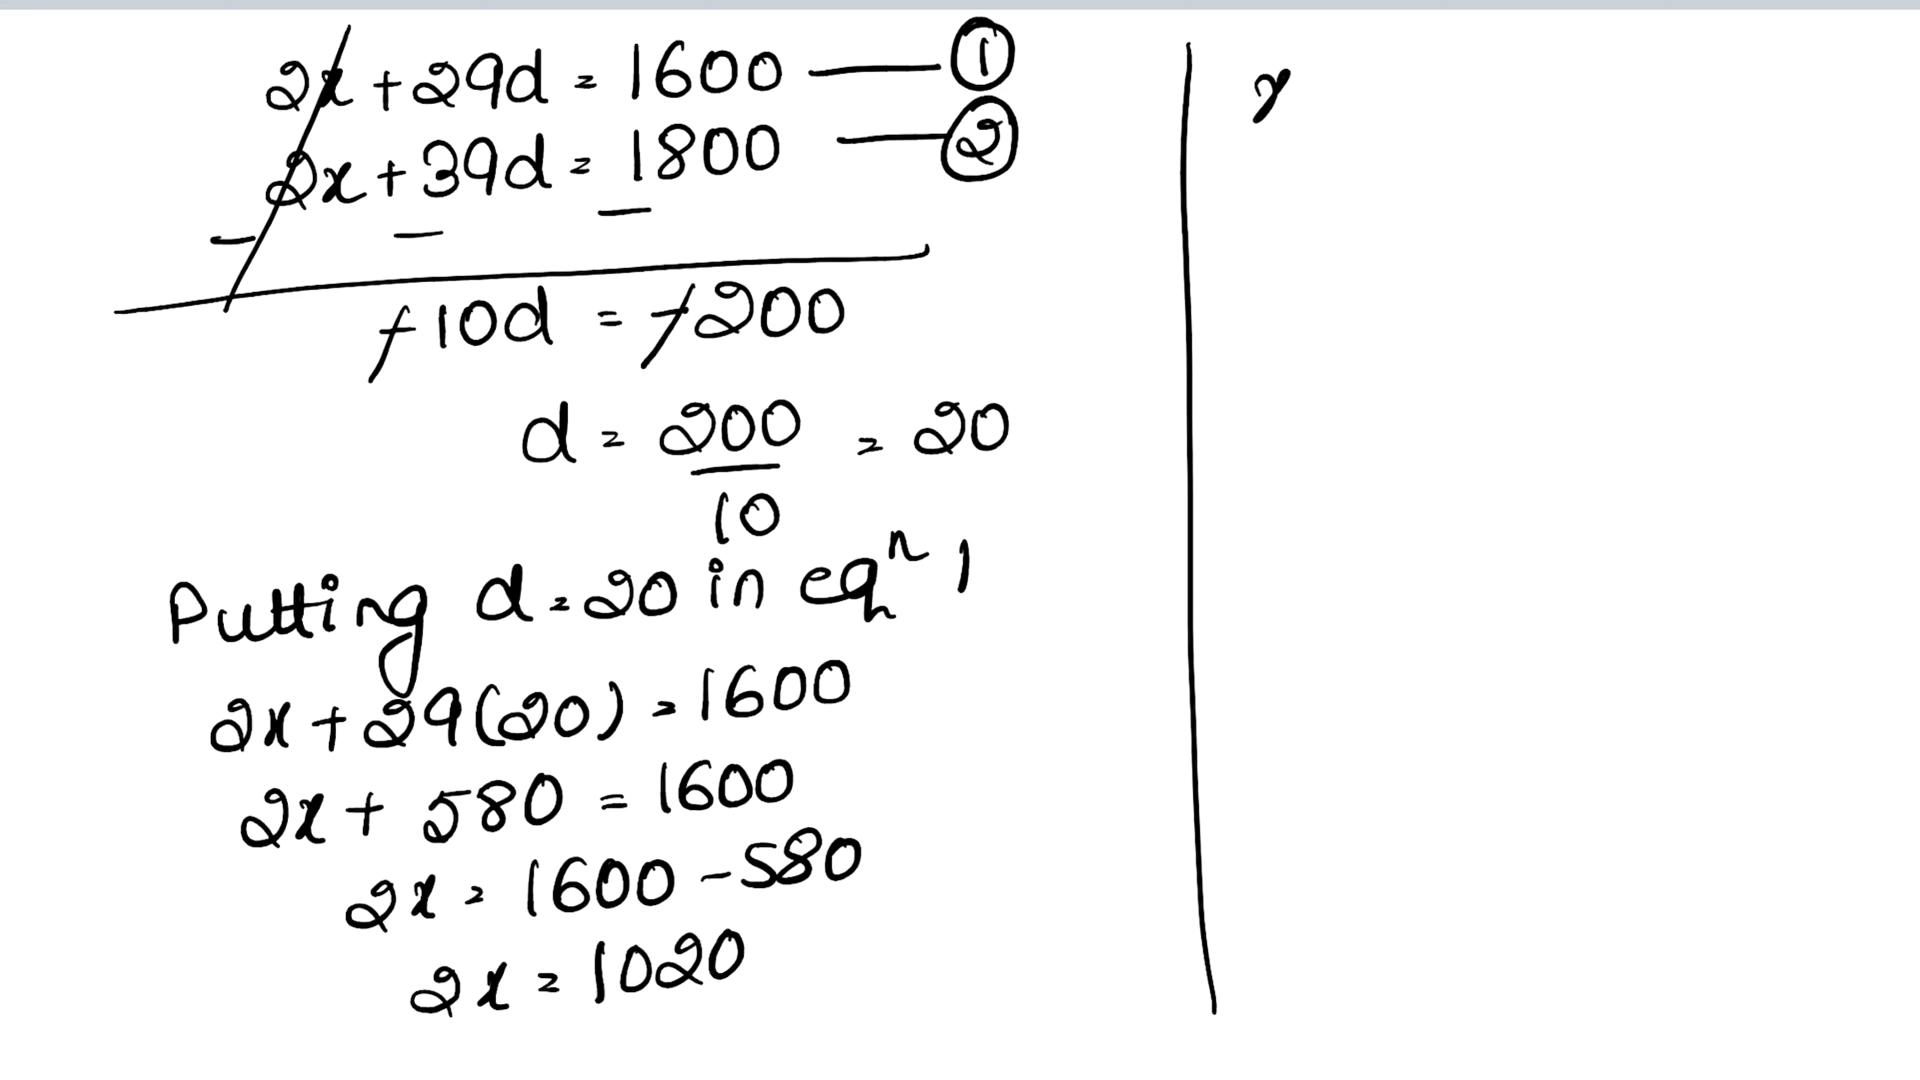 2x + 29d = 1600 — ①
2x + 39d = 1800 — ②
− − −
-10d = -200
d = 200/10 = 20
Putting d = 20 in eqⁿ 1
2x + 29(20) = 1600
2x + 580 = 1600
2x = 1600 - 580
2x = 1020
x